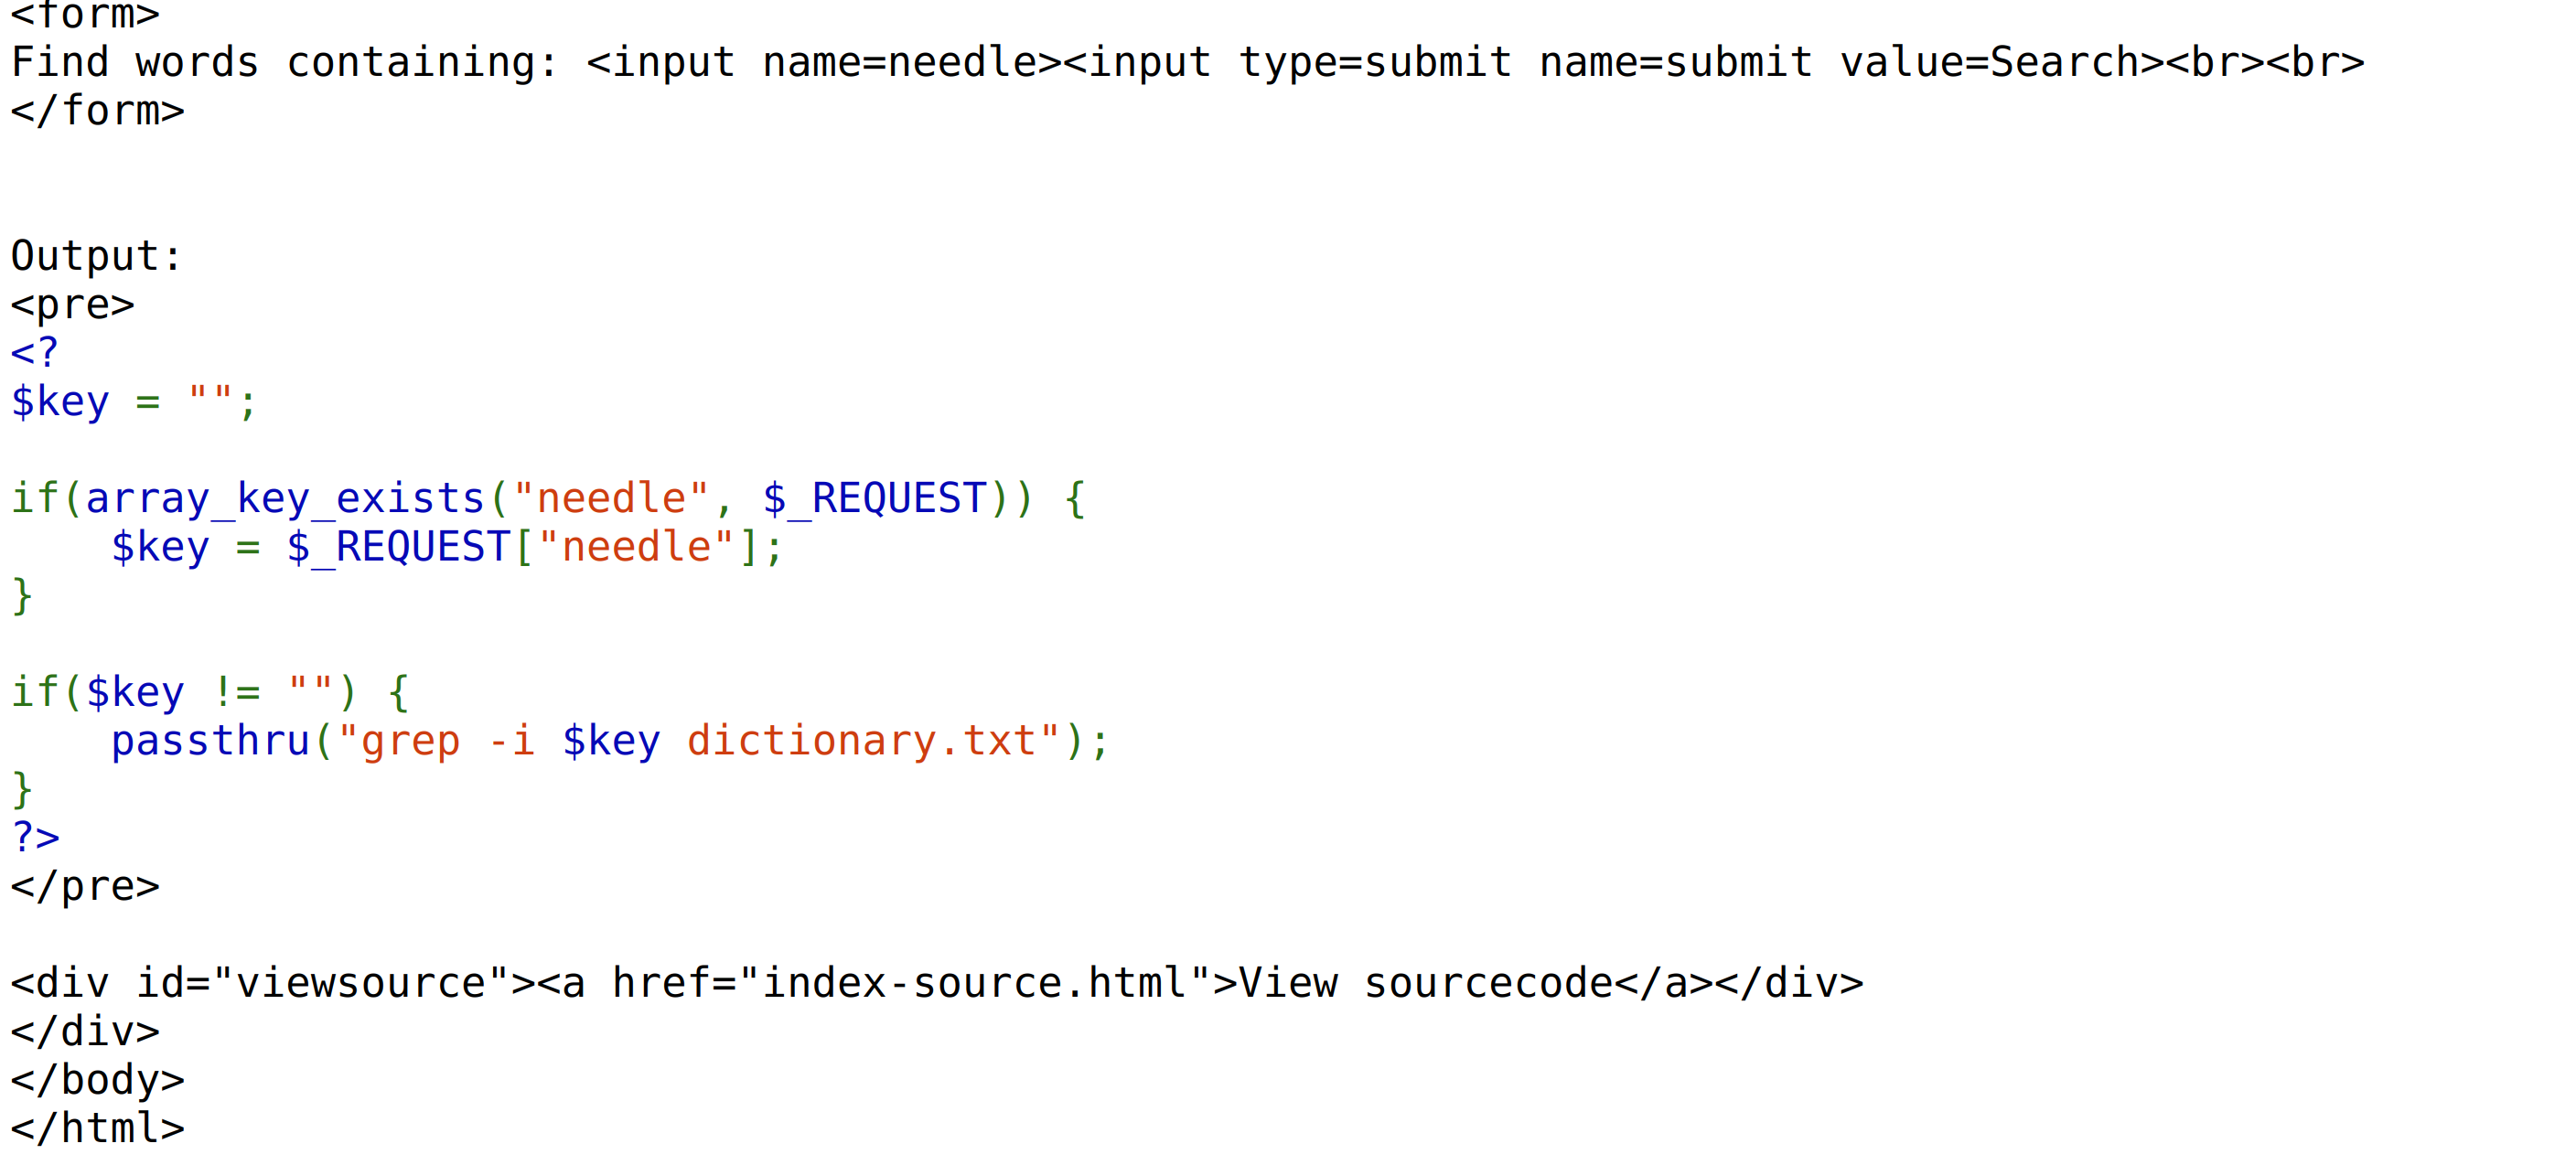 <form>
Find words containing: <input name=needle><input type=submit name=submit value=Search><br><br>
</form>
Output:
<pre>
<?
$key = "";
if(array_key_exists("needle", $_REQUEST)) {
    $key = $_REQUEST["needle"];
}
if($key != "") {
    passthru("grep -i $key dictionary.txt");
}
?>
</pre>
<div id="viewsource"><a href="index-source.html">View sourcecode</a></div>
</div>
</body>
</html>